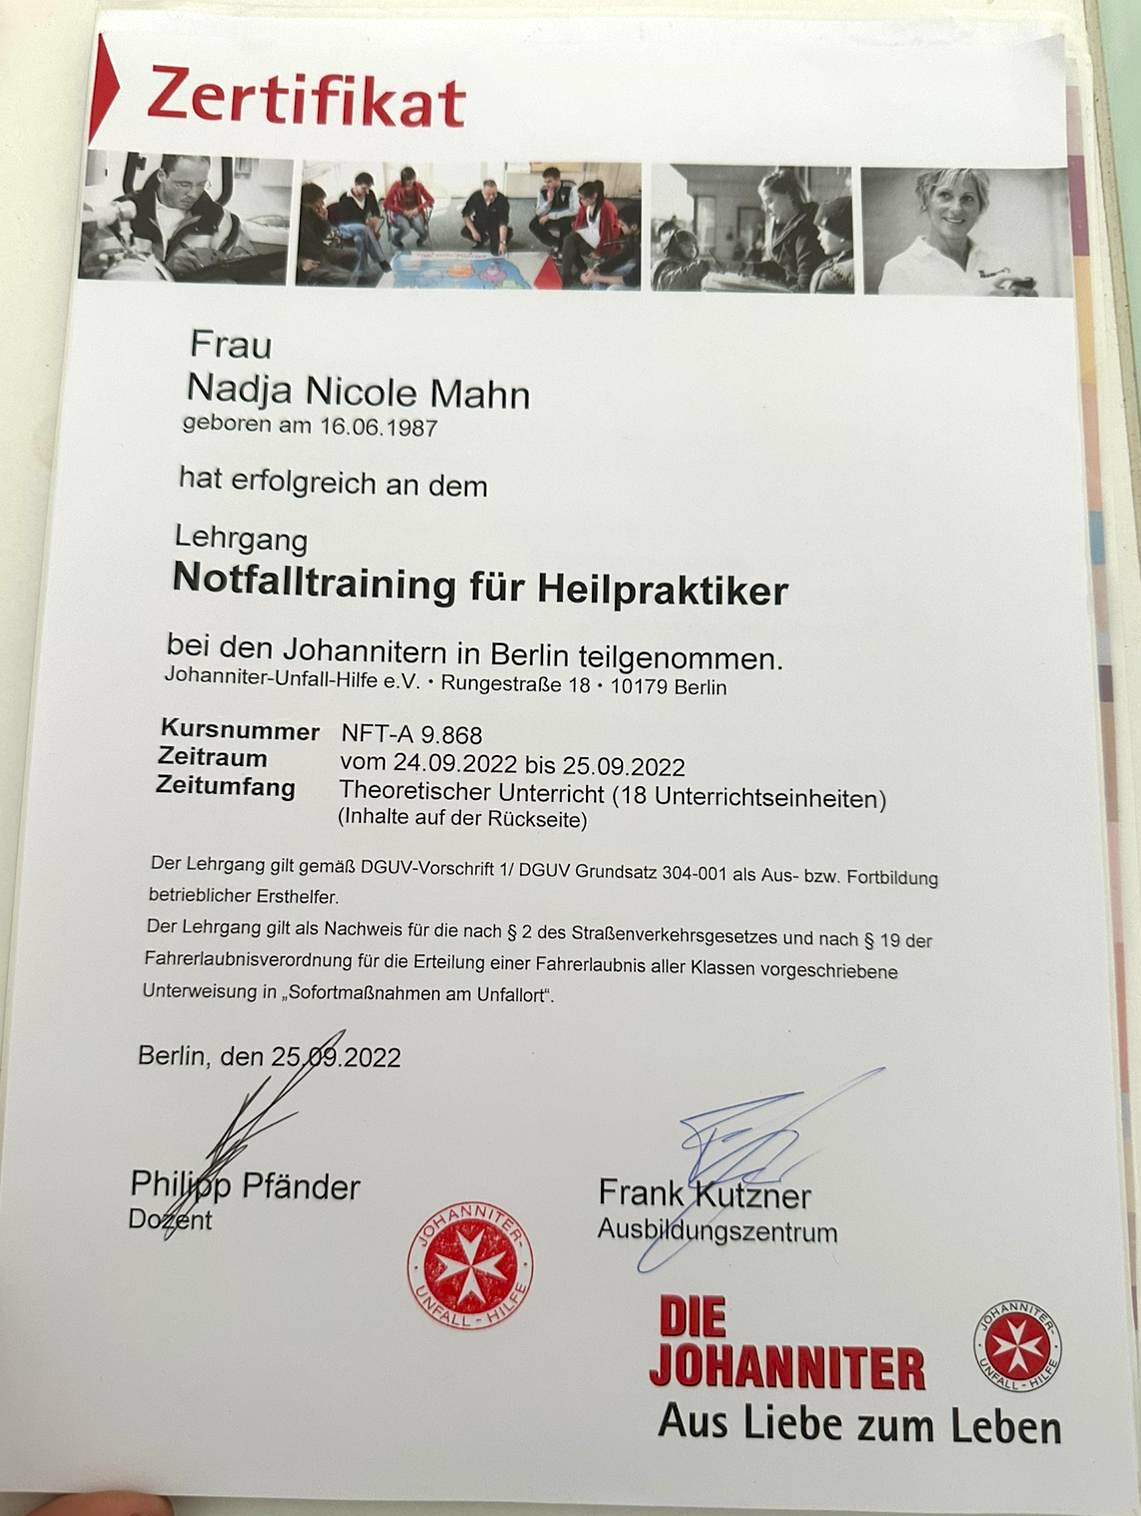 Zertifikat
Frau
Nadja Nicole Mahn
geboren am 16.06.1987
hat erfolgreich an dem
Lehrgang
Notfalltraining für Heilpraktiker
bei den Johannitern in Berlin teilgenommen.
Johanniter-Unfall-Hilfe e.V. • Rungestraße 18 • 10179 Berlin
Kursnummer NFT-A 9.868
Zeitraum vom 24.09.2022 bis 25.09.2022
Zeitumfang Theoretischer Unterricht (18 Unterrichtseinheiten)
(Inhalte auf der Rückseite)
Der Lehrgang gilt gemäß DGUV-Vorschrift 1/ DGUV Grundsatz 304-001 als Aus- bzw. Fortbildung
betrieblicher Ersthelfer.
Der Lehrgang gilt als Nachweis für die nach § 2 des Straßenverkehrsgesetzes und nach § 19 der
Fahrerlaubnisverordnung für die Erteilung einer Fahrerlaubnis aller Klassen vorgeschriebene
Unterweisung in „Sofortmaßnahmen am Unfallort“.
Berlin, den 25.09.2022
Philipp Pfänder
Dozent
Frank Kutzner
Ausbildungszentrum
JOHANNITER-
UNFALL-HILFE
DIE
JOHANNITER
JOHANNITER-
UNFALL-HILFE
Aus Liebe zum Leben